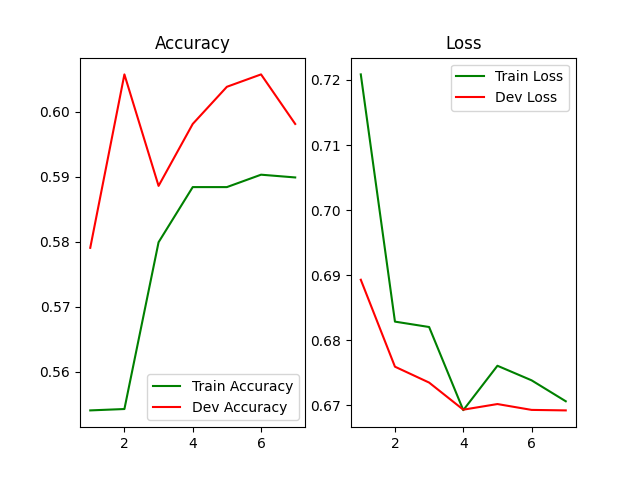 Accuracy
0.60
0.59
0.58
0.57
0.56
2 4 6
Train Accuracy
Dev Accuracy
Loss
0.72
0.71
0.70
0.69
0.68
0.67
2 4 6
Train Loss
Dev Loss